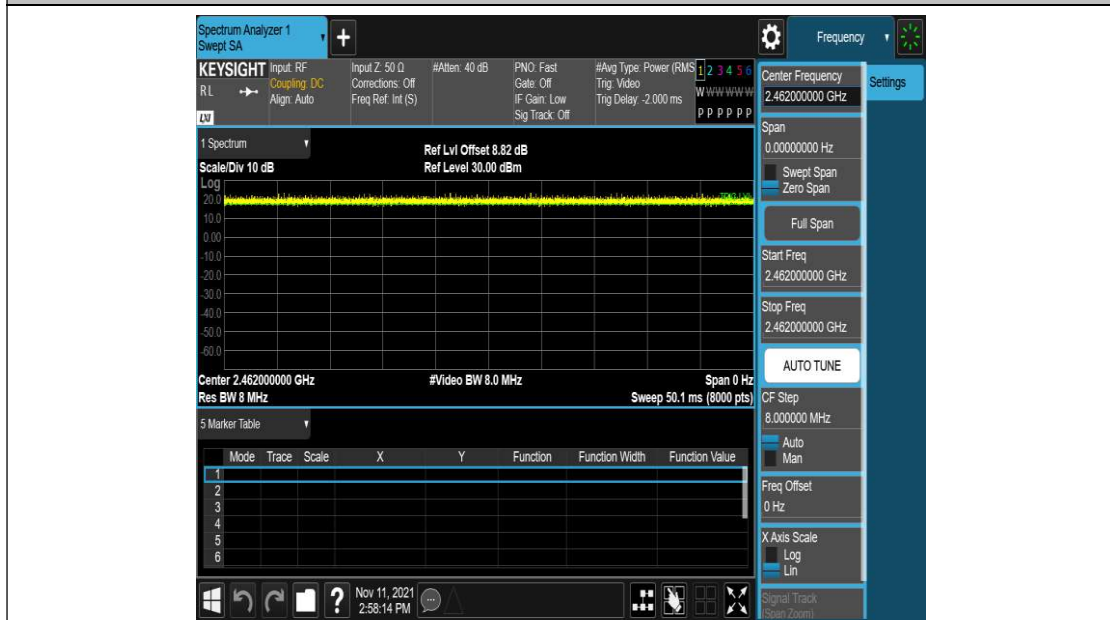 Spectrum Analyzer 1
Swept SA
Frequency
KEYSIGHT
RL
LXI
Input: RF
Coupling: DC
Align: Auto
Input Z: 50 Ω
Corrections: Off
Freq Ref: Int (S)
#Atten: 40 dB
PNO: Fast
Gate: Off
IF Gain: Low
Sig Track: Off
#Avg Type: Power (RMS
Trig: Video
Trig Delay: -2.000 ms
1 2 3 4 5 6
W W W W W W
P P P P P P
1 Spectrum
Scale/Div 10 dB
Ref Lvl Offset 8.82 dB
Ref Level 30.00 dBm
Log
20.0
10.0
0.00
-10.0
-20.0
-30.0
-40.0
-50.0
-60.0
Center 2.462000000 GHz
#Video BW 8.0 MHz
Span 0 Hz
Res BW 8 MHz
Sweep 50.1 ms (8000 pts)
5 Marker Table
Mode Trace Scale X Y Function Function Width Function Value
1
2
3
4
5
6
Nov 11, 2021
2:58:14 PM
Center Frequency
2.462000000 GHz
Settings
Span
0.00000000 Hz
Swept Span
Zero Span
Full Span
Start Freq
2.462000000 GHz
Stop Freq
2.462000000 GHz
AUTO TUNE
CF Step
8.000000 MHz
Auto
Man
Freq Offset
0 Hz
X Axis Scale
Log
Lin
Signal Track
(Span Zoom)